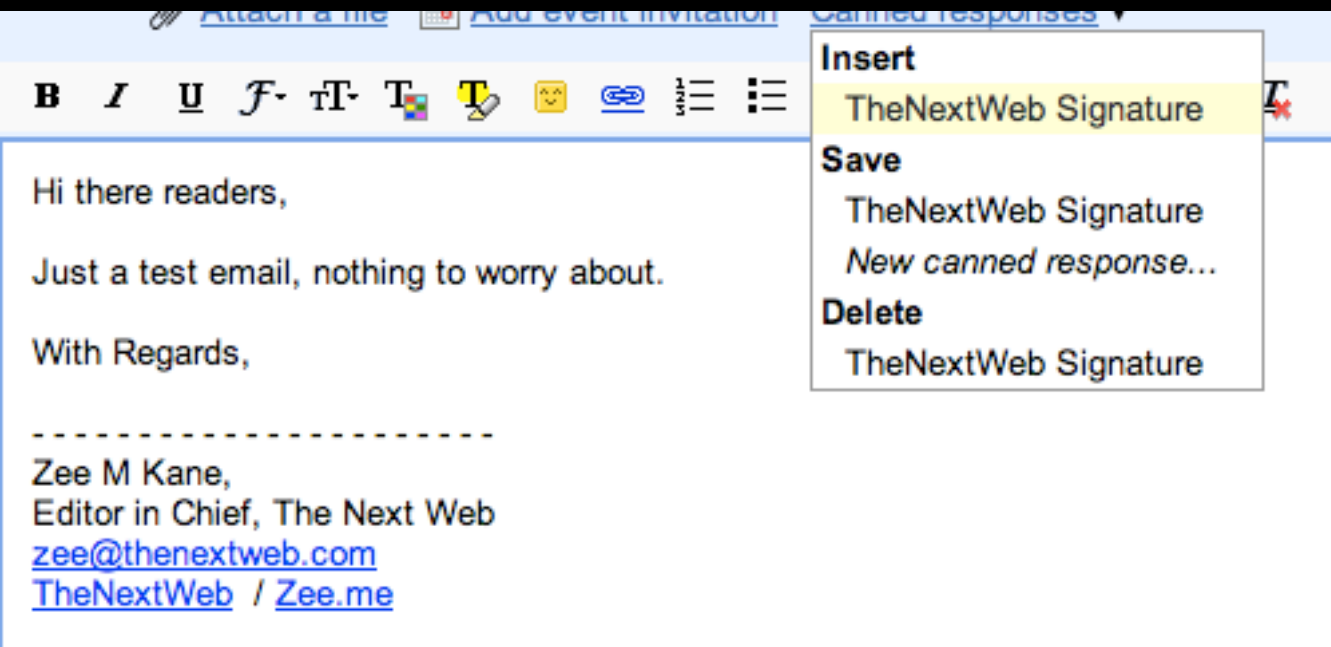 Attach a file Add event invitation Canned responses
Insert
TheNextWeb Signature
Save
TheNextWeb Signature
New canned response...
Delete
TheNextWeb Signature
Hi there readers,
Just a test email, nothing to worry about.
With Regards,
- - - - - - - - - - - - - - - - - - - - - -
Zee M Kane,
Editor in Chief, The Next Web
zee@thenextweb.com
TheNextWeb / Zee.me